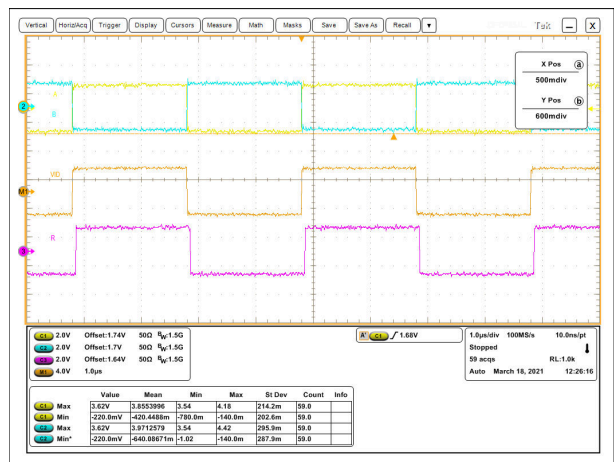 Vertical Horiz/Acq Trigger Display Cursors Measure Math Masks Save Save As Recall Tek X
X Pos a
500mdiv
Y Pos b
600mdiv
A
2
B
VID
M1
R
3
C1 2.0V Offset:1.74V 50Ω BW:1.5G
C2 2.0V Offset:1.7V 50Ω BW:1.5G
C3 2.0V Offset:1.64V 50Ω BW:1.5G
M1 4.0V 1.0µs
A' C1 1.68V
1.0µs/div 100MS/s 10.0ns/pt
Stopped
59 acqs RL:1.0k
Auto March 18, 2021 12:26:16
Value Mean Min Max St Dev Count Info
C1 Max 3.62V 3.8553996 3.54 4.18 214.2m 59.0
C1 Min -220.0mV -420.4488m -780.0m -140.0m 202.6m 59.0
C2 Max 3.62V 3.9712579 3.54 4.42 295.9m 59.0
C2 Min* -220.0mV -640.08671m -1.02 -140.0m 287.9m 59.0